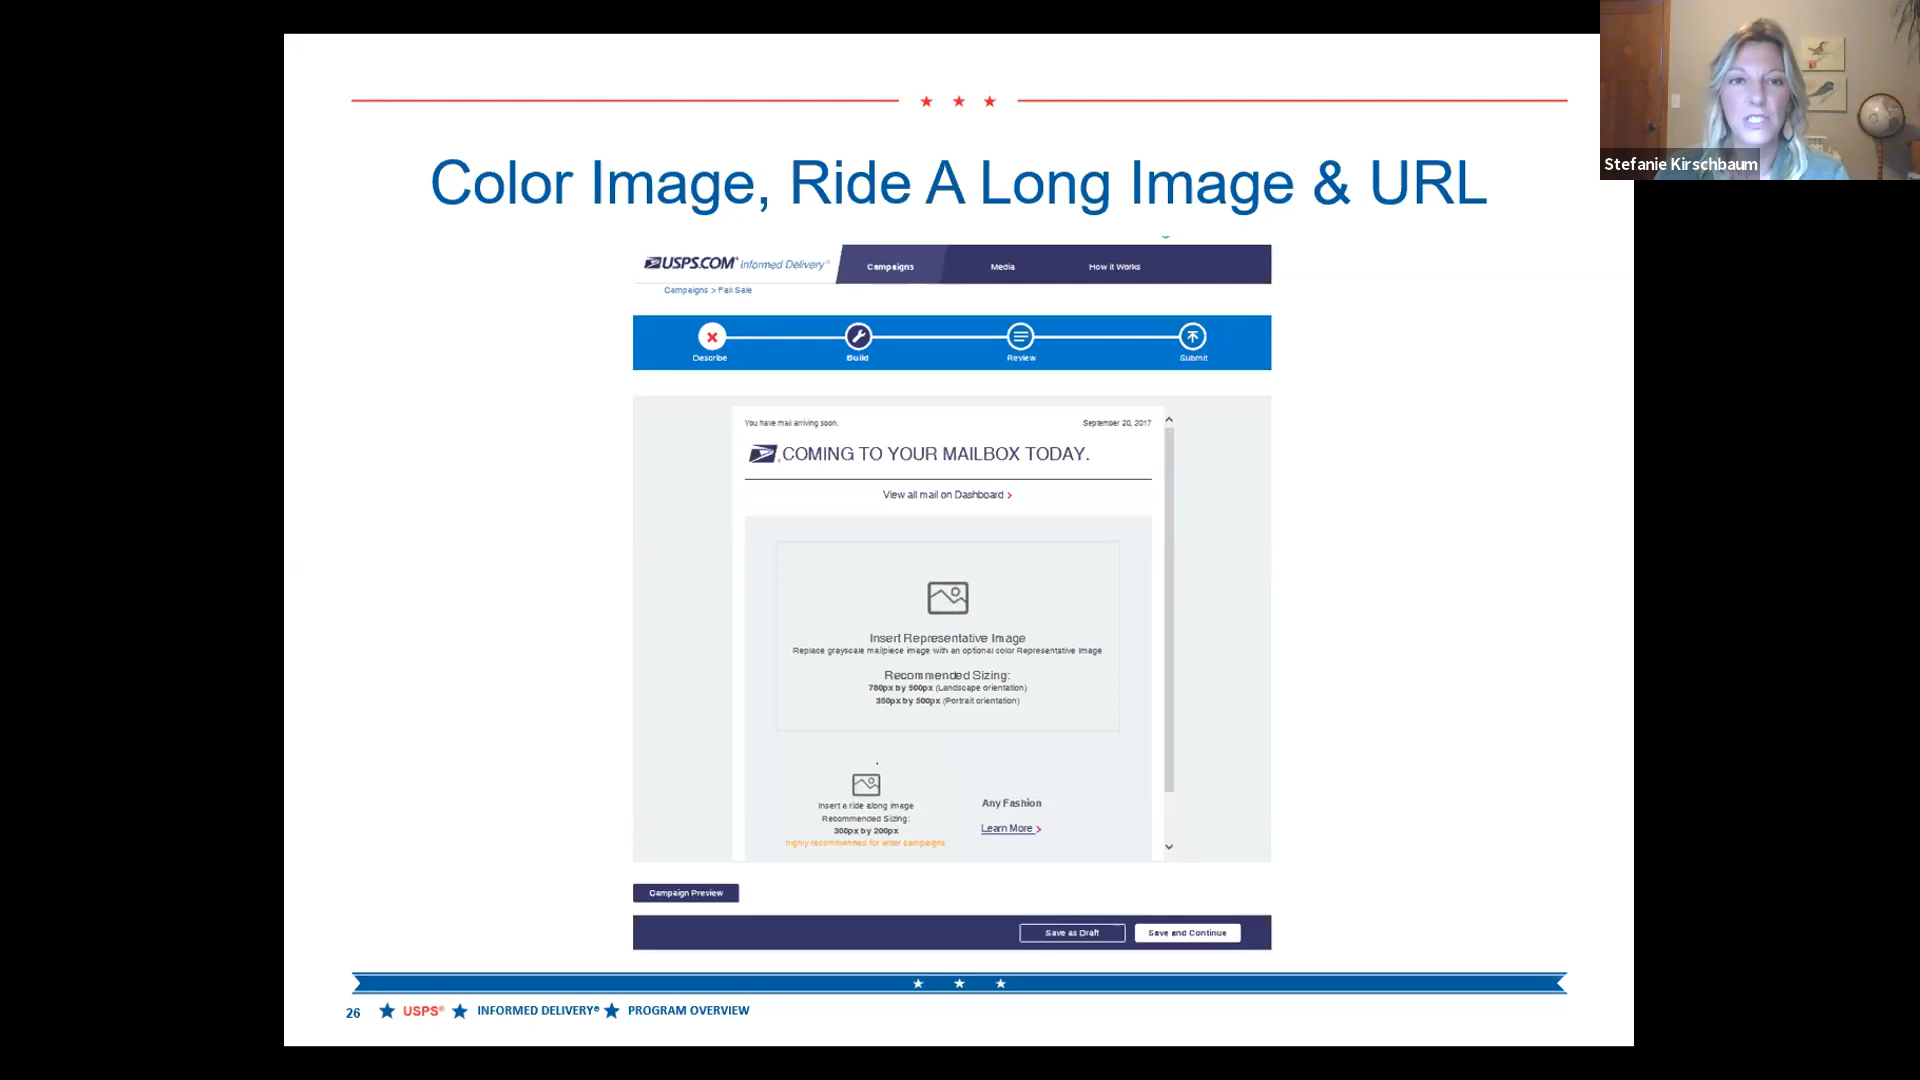 Color Image, Ride A Long Image & URL
Stefanie Kirschbaum
USPS.COM® Informed Delivery®
Campaigns
Media
How it Works
Campaigns > Fall Sale
Describe
Build
Review
Submit
You have mail arriving soon.
September 20, 2017
COMING TO YOUR MAILBOX TODAY.
View all mail on Dashboard >
Insert Representative Image
Replace grayscale mailpiece image with an optional color Representative Image
Recommended Sizing:
780px by 500px (Landscape orientation)
350px by 500px (Portrait orientation)
Insert a ride along image
Recommended Sizing:
300px by 200px
highly recommended for letter campaigns.
Any Fashion
Learn More >
Campaign Preview
Save as Draft
Save and Continue
26 USPS® INFORMED DELIVERY® PROGRAM OVERVIEW